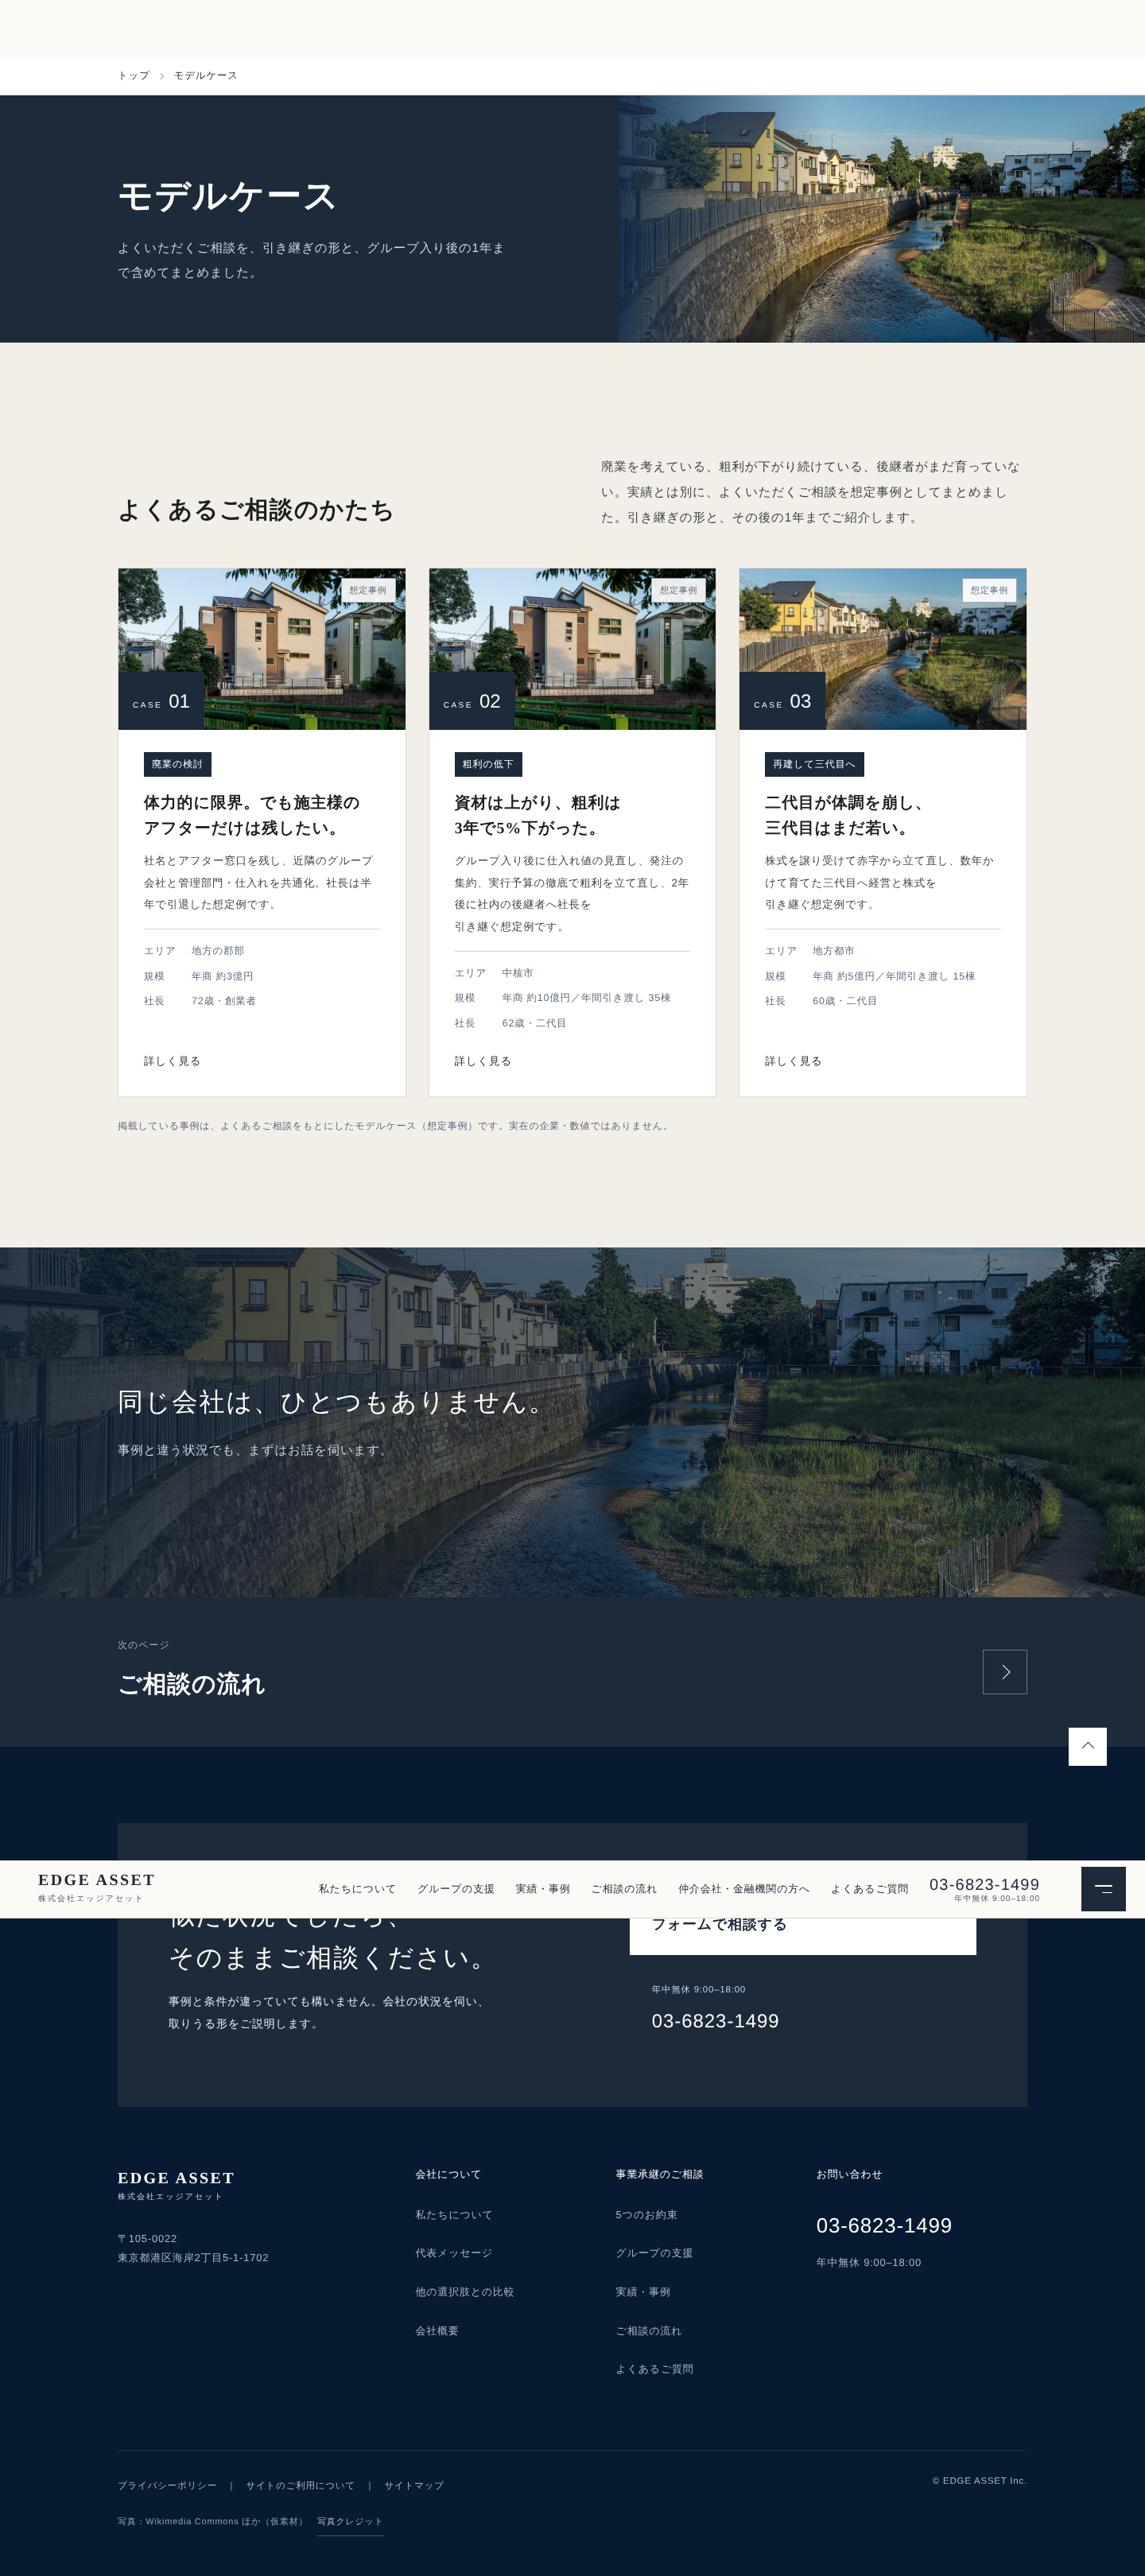 トップ > モデルケース
モデルケース
よくいただくご相談を、引き継ぎの形と、グループ入り後の1年ま
で含めてまとめました。
よくあるご相談のかたち
廃業を考えている、粗利が下がり続けている、後継者がまだ育っていな
い。実績とは別に、よくいただくご相談を想定事例としてまとめまし
た。引き継ぎの形と、その後の1年までご紹介します。
想定事例
CASE 01
廃業の検討
体力的に限界。でも施主様の
アフターだけは残したい。
社名とアフター窓口を残し、近隣のグループ
会社と管理部門・仕入れを共通化。社長は半
年で引退した想定例です。
エリア 地方の郡部
規模 年商 約3億円
社長 72歳・創業者
詳しく見る
想定事例
CASE 02
粗利の低下
資材は上がり、粗利は
3年で5%下がった。
グループ入り後に仕入れ値の見直し、発注の
集約、実行予算の徹底で粗利を立て直し、2年
後に社内の後継者へ社長を
引き継ぐ想定例です。
エリア 中核市
規模 年商 約10億円／年間引き渡し 35棟
社長 62歳・二代目
詳しく見る
想定事例
CASE 03
再建して三代目へ
二代目が体調を崩し、
三代目はまだ若い。
株式を譲り受けて赤字から立て直し、数年か
けて育てた三代目へ経営と株式を
引き継ぐ想定例です。
エリア 地方都市
規模 年商 約5億円／年間引き渡し 15棟
社長 60歳・二代目
詳しく見る
掲載している事例は、よくあるご相談をもとにしたモデルケース（想定事例）です。実在の企業・数値ではありません。
同じ会社は、ひとつもありません。
事例と違う状況でも、まずはお話を伺います。
次のページ
ご相談の流れ
EDGE ASSET
株式会社エッジアセット
私たちについて グループの支援 実績・事例 ご相談の流れ 仲介会社・金融機関の方へ よくあるご質問
03-6823-1499
年中無休 9:00–18:00
似た状況でしたら、
そのままご相談ください。
事例と条件が違っていても構いません。会社の状況を伺い、
取りうる形をご説明します。
フォームで相談する
年中無休 9:00–18:00
03-6823-1499
EDGE ASSET
株式会社エッジアセット
〒105-0022
東京都港区海岸2丁目5-1-1702
会社について
私たちについて
代表メッセージ
他の選択肢との比較
会社概要
事業承継のご相談
5つのお約束
グループの支援
実績・事例
ご相談の流れ
よくあるご質問
お問い合わせ
03-6823-1499
年中無休 9:00–18:00
プライバシーポリシー | サイトのご利用について | サイトマップ
© EDGE ASSET Inc.
写真：Wikimedia Commons ほか（仮素材） 写真クレジット